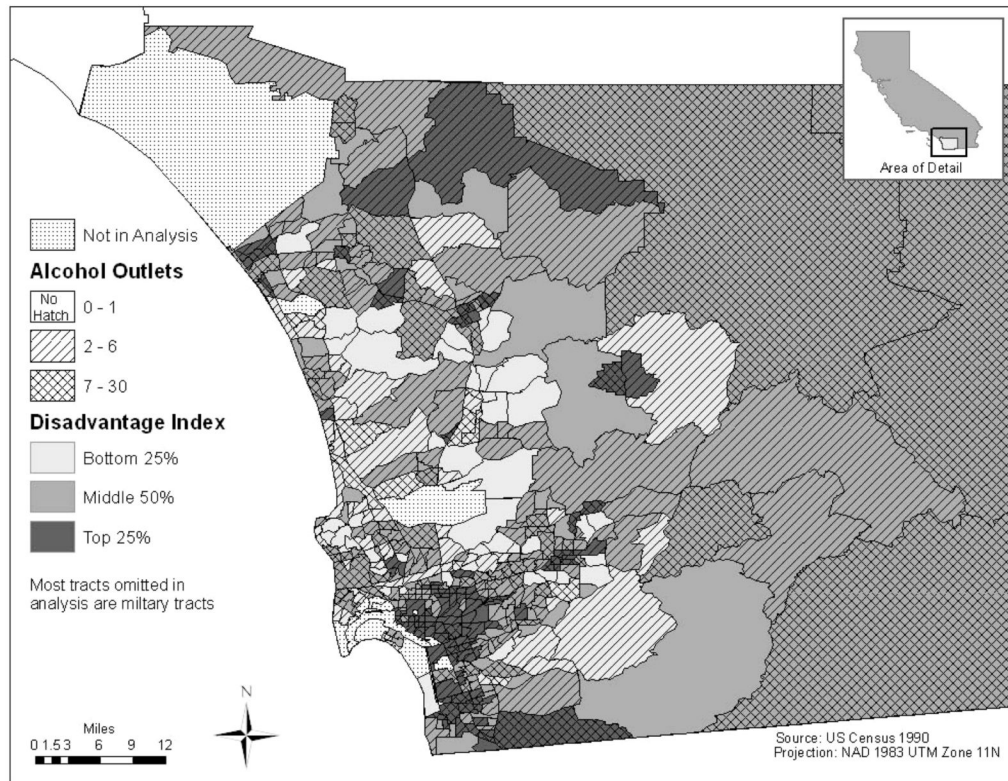 Area of Detail
Not in Analysis
Alcohol Outlets
No
Hatch
0 - 1
2 - 6
7 - 30
Disadvantage Index
Bottom 25%
Middle 50%
Top 25%
Most tracts omitted in
analysis are miltary tracts
N
Miles
0 1.5 3 6 9 12
Source: US Census 1990
Projection: NAD 1983 UTM Zone 11N